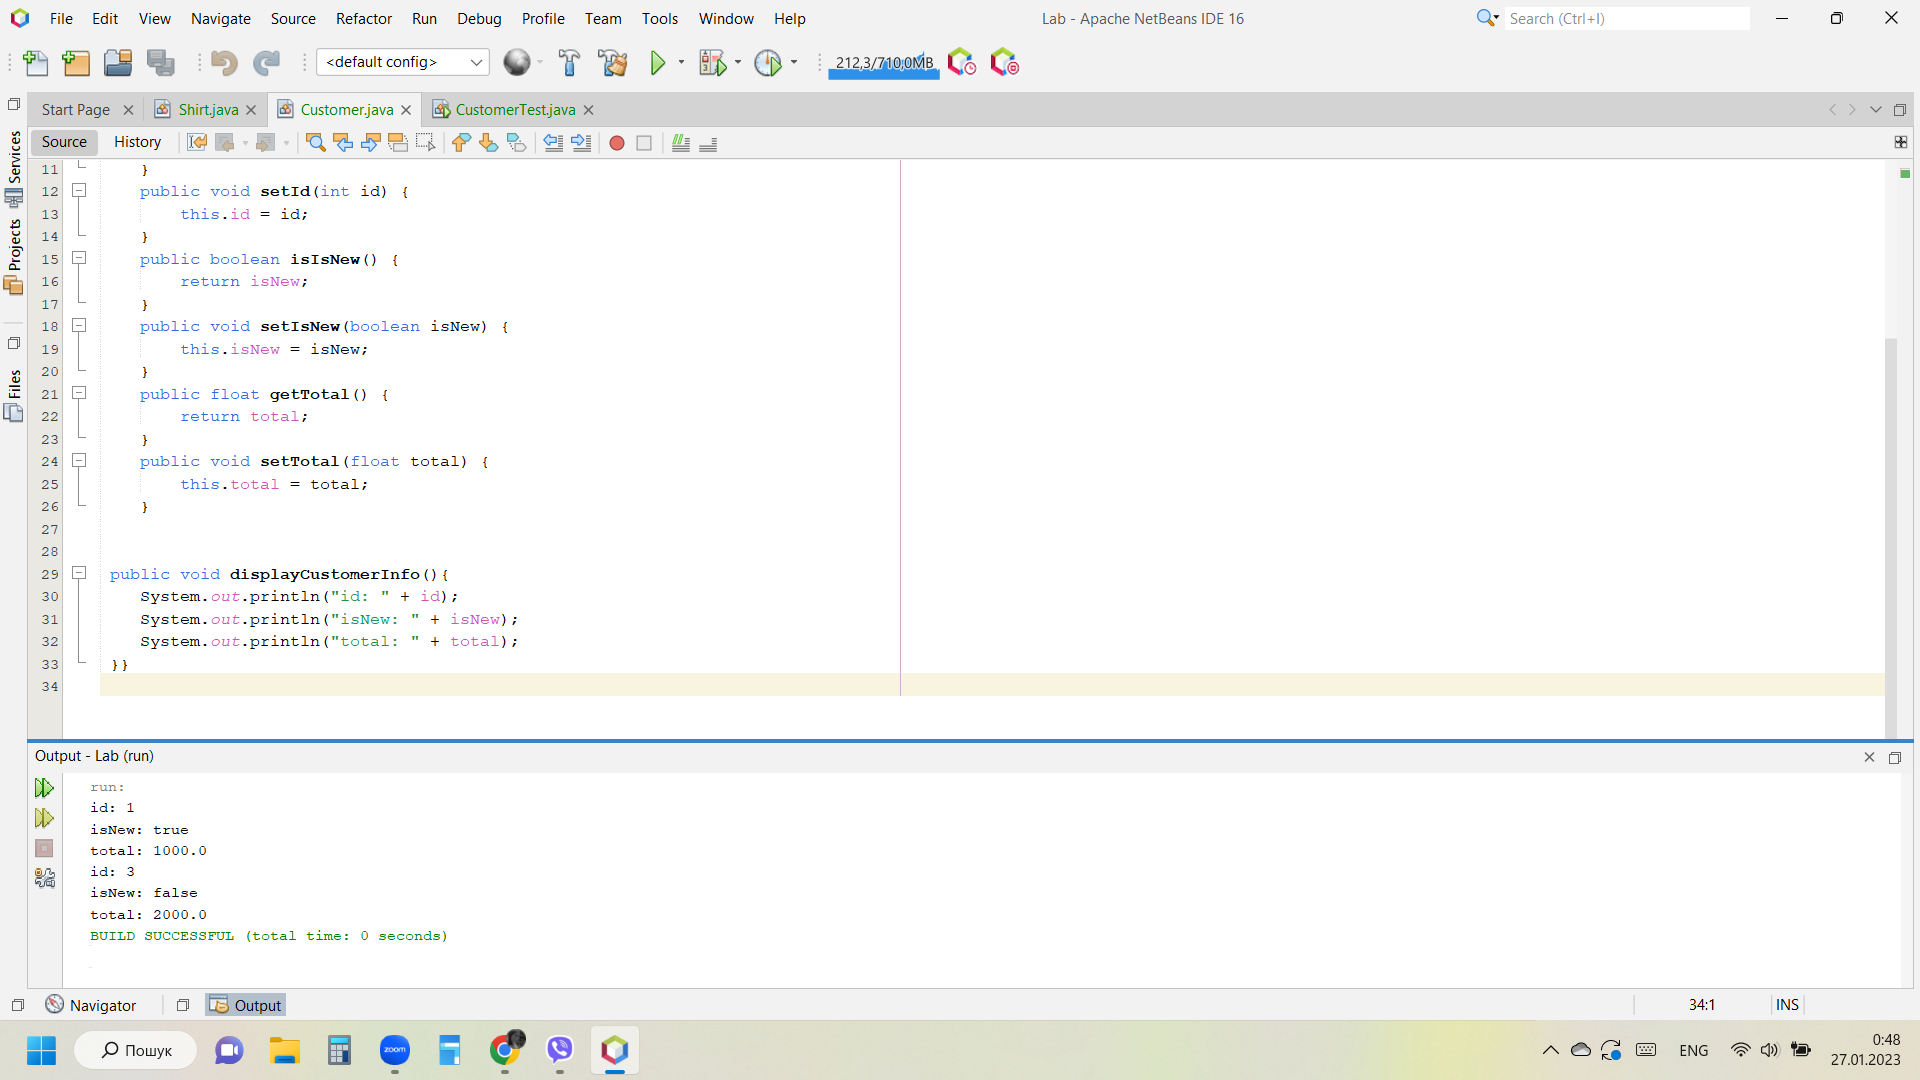 File Edit View Navigate Source Refactor Run Debug Profile Team Tools Window Help
Lab - Apache NetBeans IDE 16
Search (Ctrl+I)
<default config>
212,3/710,0MB
Start Page
Shirt.java
Customer.java
CustomerTest.java
Source History
Services
Projects
Files
11 }
12 public void setId(int id) {
13 this.id = id;
14 }
15 public boolean isIsNew() {
16 return isNew;
17 }
18 public void setIsNew(boolean isNew) {
19 this.isNew = isNew;
20 }
21 public float getTotal() {
22 return total;
23 }
24 public void setTotal(float total) {
25 this.total = total;
26 }
27
28
29 public void displayCustomerInfo(){
30 System.out.println("id: " + id);
31 System.out.println("isNew: " + isNew);
32 System.out.println("total: " + total);
33 }}
34
Output - Lab (run)
run:
id: 1
isNew: true
total: 1000.0
id: 3
isNew: false
total: 2000.0
BUILD SUCCESSFUL (total time: 0 seconds)
Navigator
Output
34:1
INS
Пошук
zoom
ENG
0:48
27.01.2023